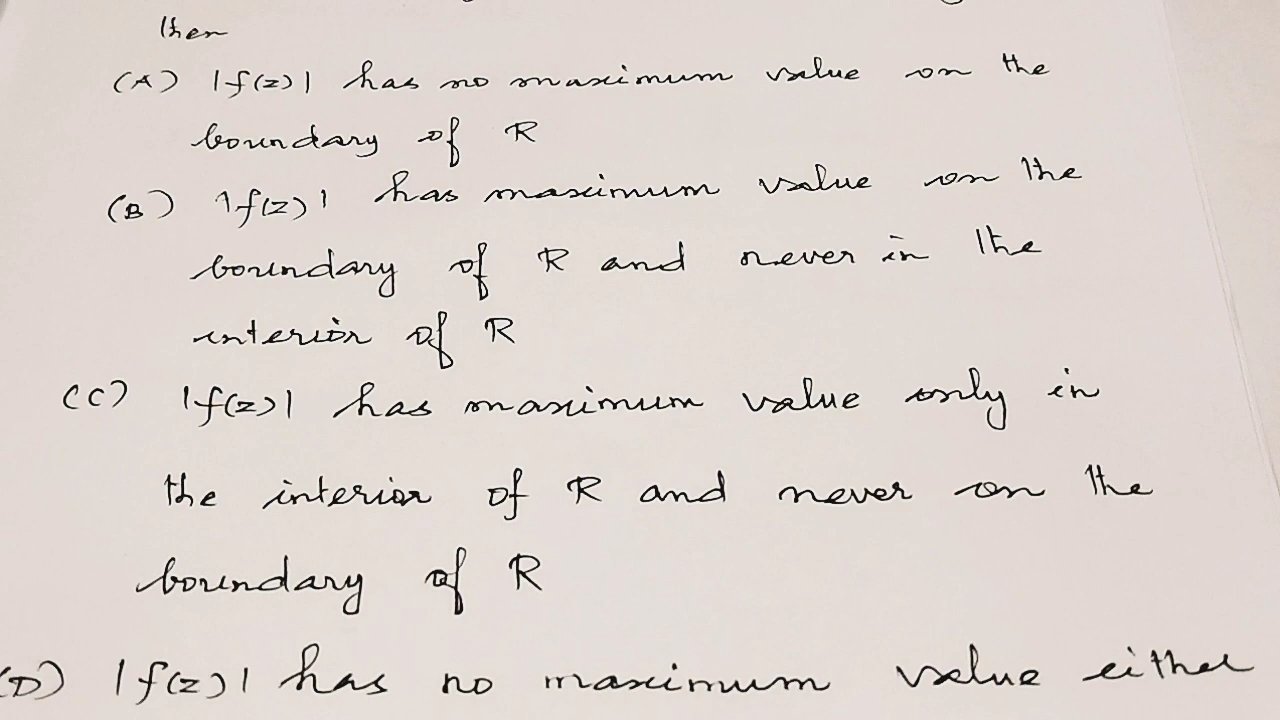 then
(A) |f(z)| has no maximum value on the
boundary of R
(B) |f(z)| has maximum value on the
boundary of R and never in the
interior of R
(C) |f(z)| has maximum value only in
the interior of R and never on the
boundary of R
(D) |f(z)| has no maximum value either